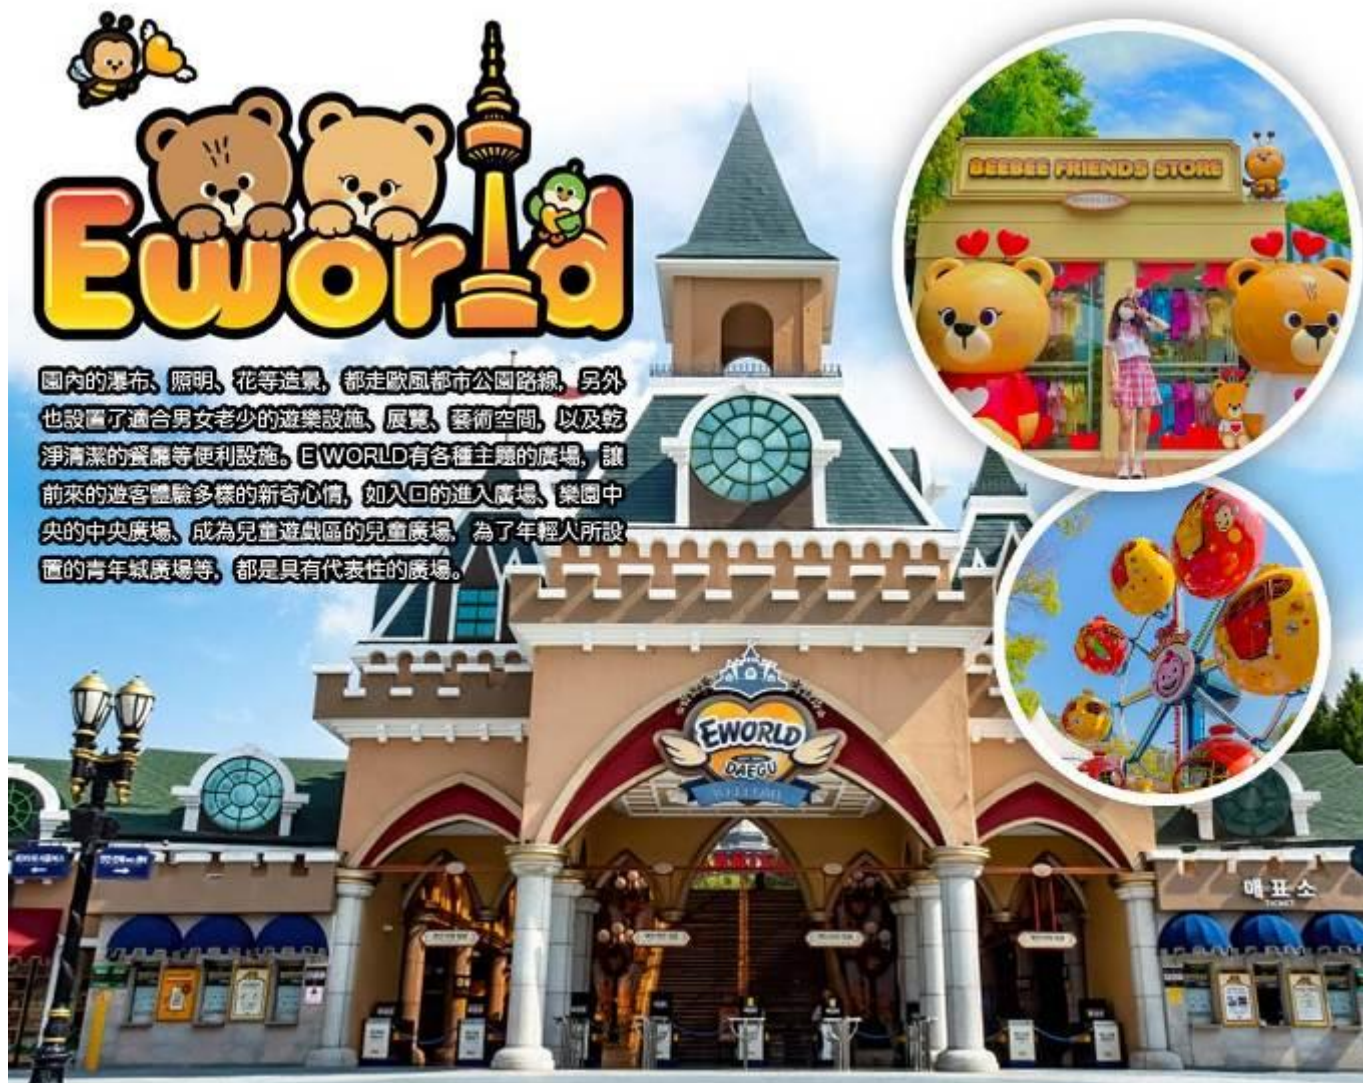 Eworld
園內的瀑布、照明、花等造景，都走歐風都市公園路線，另外
也設置了適合男女老少的遊樂設施、展覽、藝術空間，以及乾
淨清潔的餐廳等便利設施。E WORLD有各種主題的廣場，讓
前來的遊客體驗多樣的新奇心情，如入口的進入廣場、樂園中
央的中央廣場、成為兒童遊戲區的兒童廣場，為了年輕人所設
置的青年城廣場等，都是具有代表性的廣場。
BEEBEE FRIENDS STORE
EWORLD
DAEGU
WELCOME
매표소
TICKET